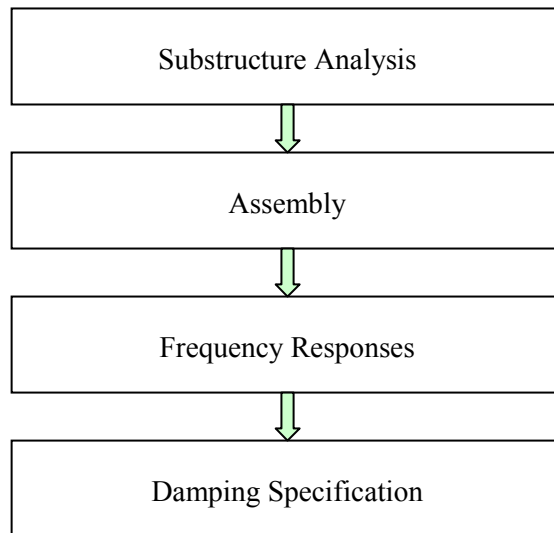 Substructure Analysis
Assembly
Frequency Responses
Damping Specification